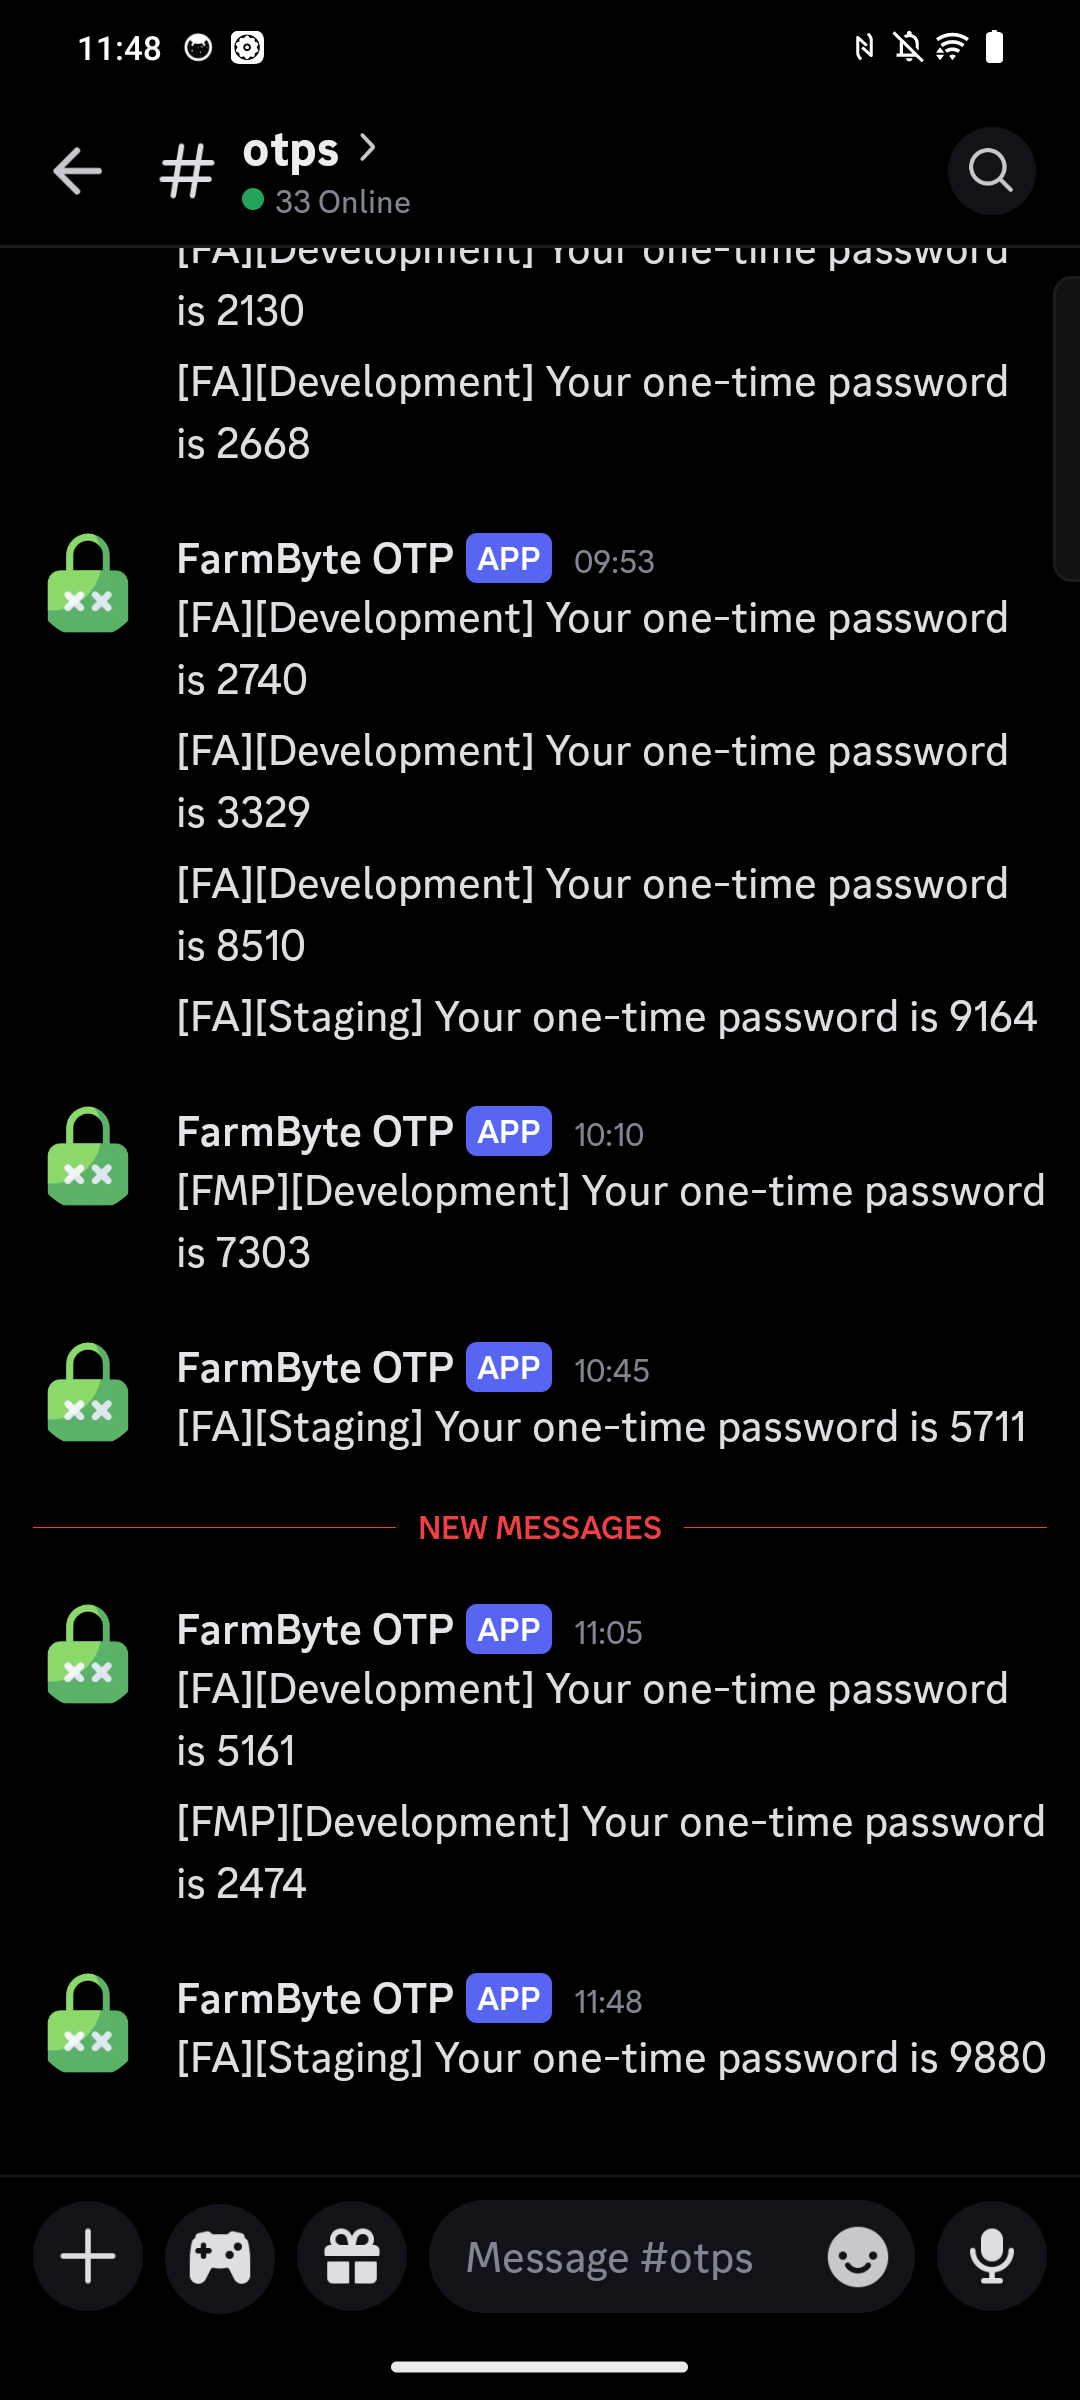 11:48
otps
33 Online
[FA][Development] Your one-time password
is 2130
[FA][Development] Your one-time password
is 2668
FarmByte OTP APP 09:53
[FA][Development] Your one-time password
is 2740
[FA][Development] Your one-time password
is 3329
[FA][Development] Your one-time password
is 8510
[FA][Staging] Your one-time password is 9164
FarmByte OTP APP 10:10
[FMP][Development] Your one-time password
is 7303
FarmByte OTP APP 10:45
[FA][Staging] Your one-time password is 5711
NEW MESSAGES
FarmByte OTP APP 11:05
[FA][Development] Your one-time password
is 5161
[FMP][Development] Your one-time password
is 2474
FarmByte OTP APP 11:48
[FA][Staging] Your one-time password is 9880
Message #otps